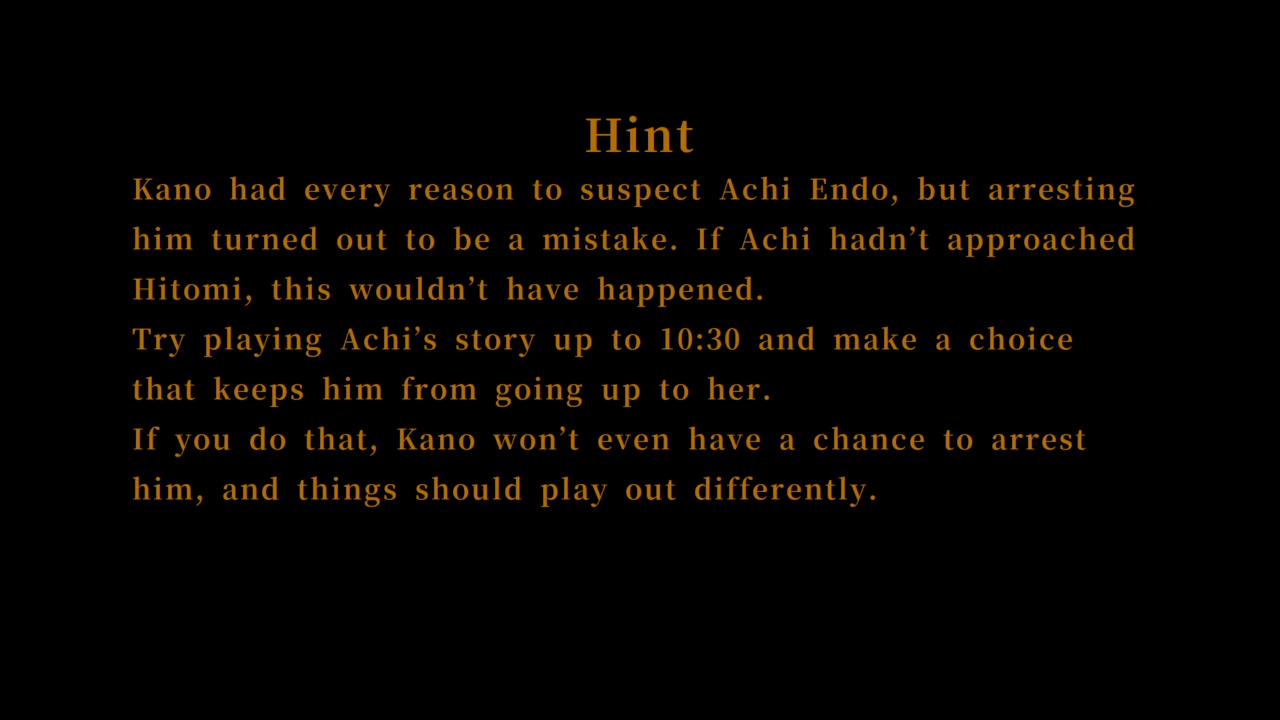 Hint
Kano had every reason to suspect Achi Endo, but arresting
him turned out to be a mistake. If Achi hadn’t approached
Hitomi, this wouldn’t have happened.
Try playing Achi’s story up to 10:30 and make a choice
that keeps him from going up to her.
If you do that, Kano won’t even have a chance to arrest
him, and things should play out differently.